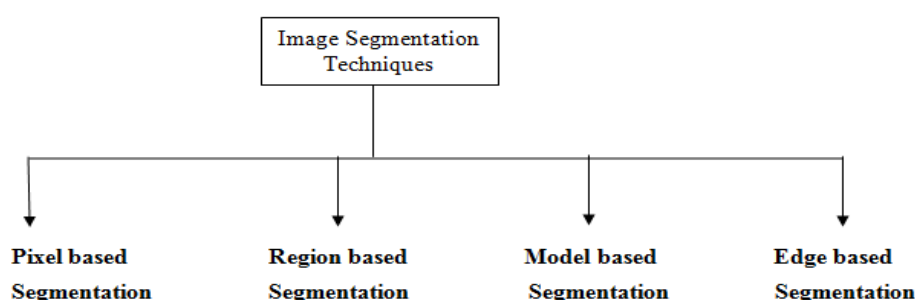 Image Segmentation
Techniques
Pixel based
Segmentation
Region based
Segmentation
Model based
Segmentation
Edge based
Segmentation